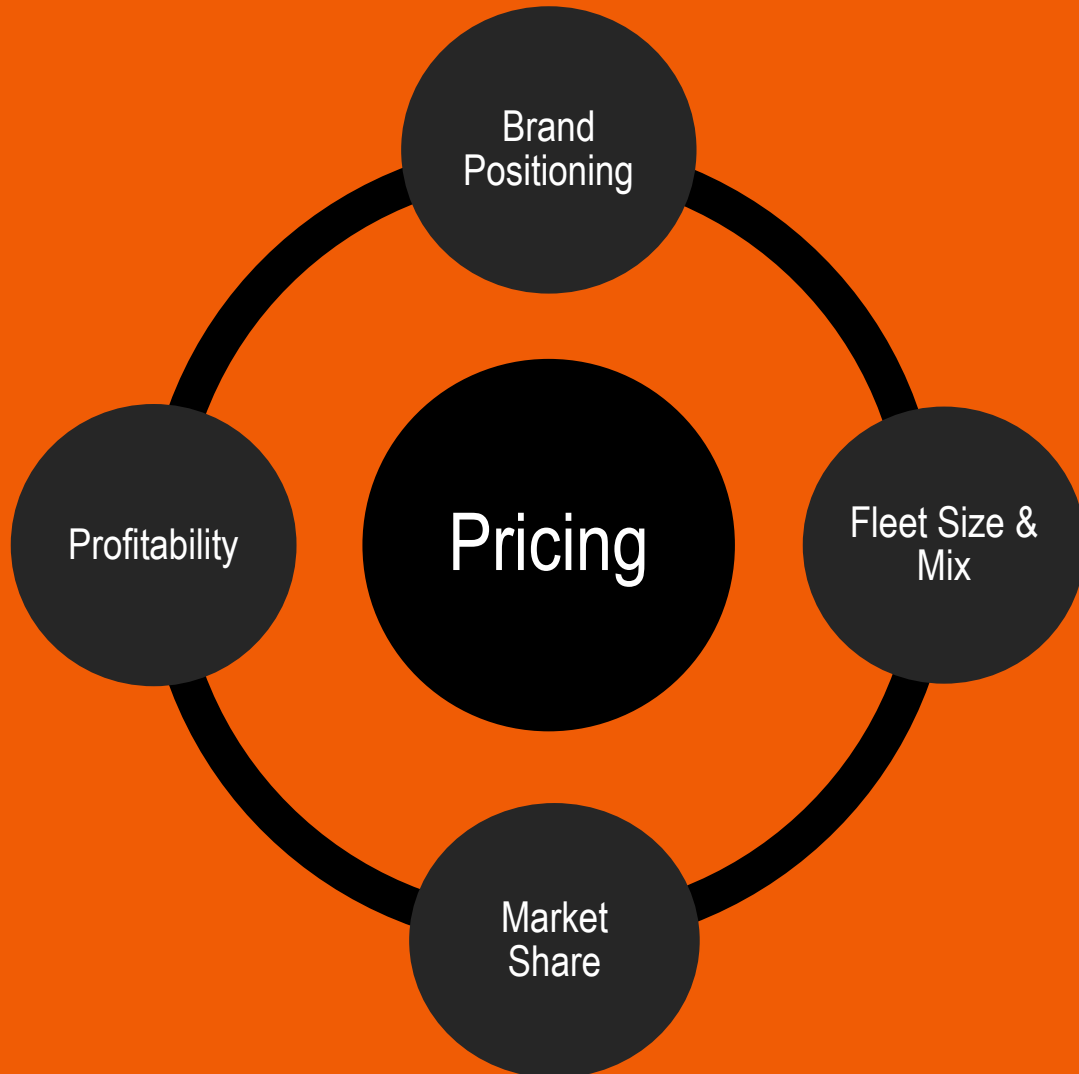 Brand
Positioning
Profitability
Pricing
Fleet Size &
Mix
Market
Share